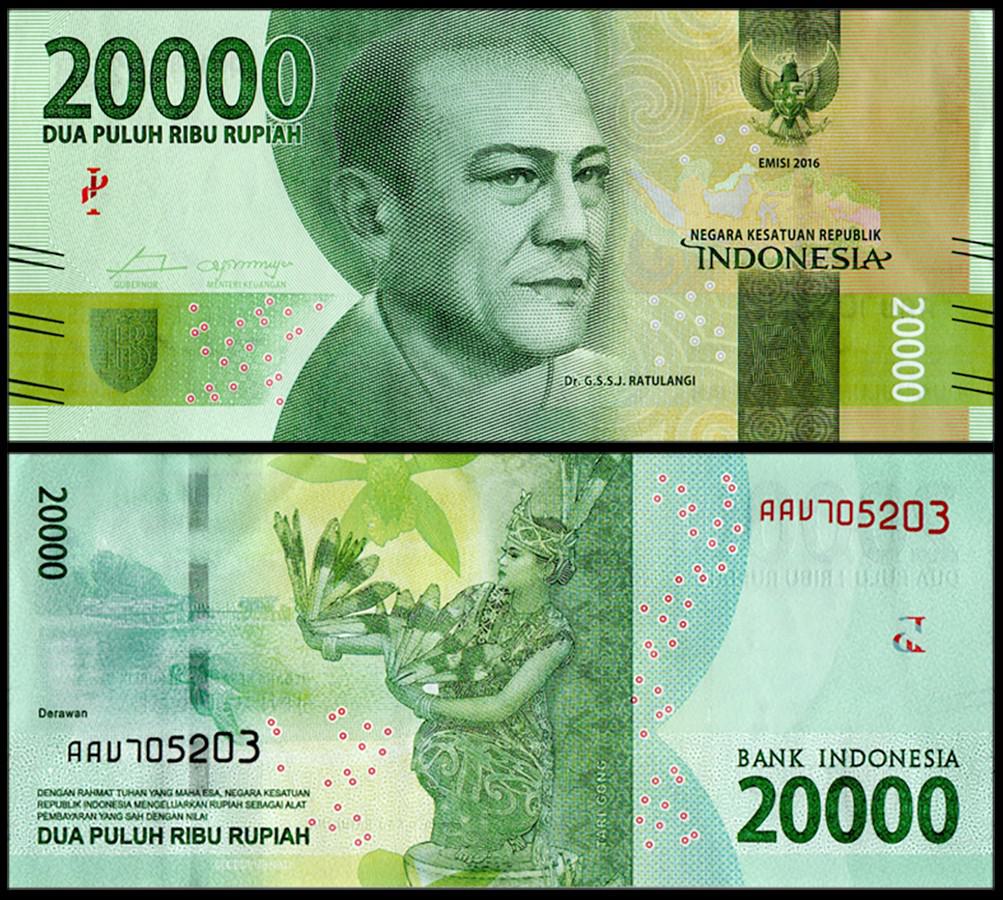 20000
DUA PULUH RIBU RUPIAH
EMISI 2016
NEGARA KESATUAN REPUBLIK
INDONESIA
GUBERNUR
MENTERI KEUANGAN
20000
Dr. G.S.S.J. RATULANGI
20000
AAU705203
Derawan
AAU705203
DENGAN RAHMAT TUHAN YANG MAHA ESA, NEGARA KESATUAN
REPUBLIK INDONESIA MENGELUARKAN RUPIAH SEBAGAI ALAT
PEMBAYARAN YANG SAH DENGAN NILAI
DUA PULUH RIBU RUPIAH
TARI GONG
BANK INDONESIA
20000